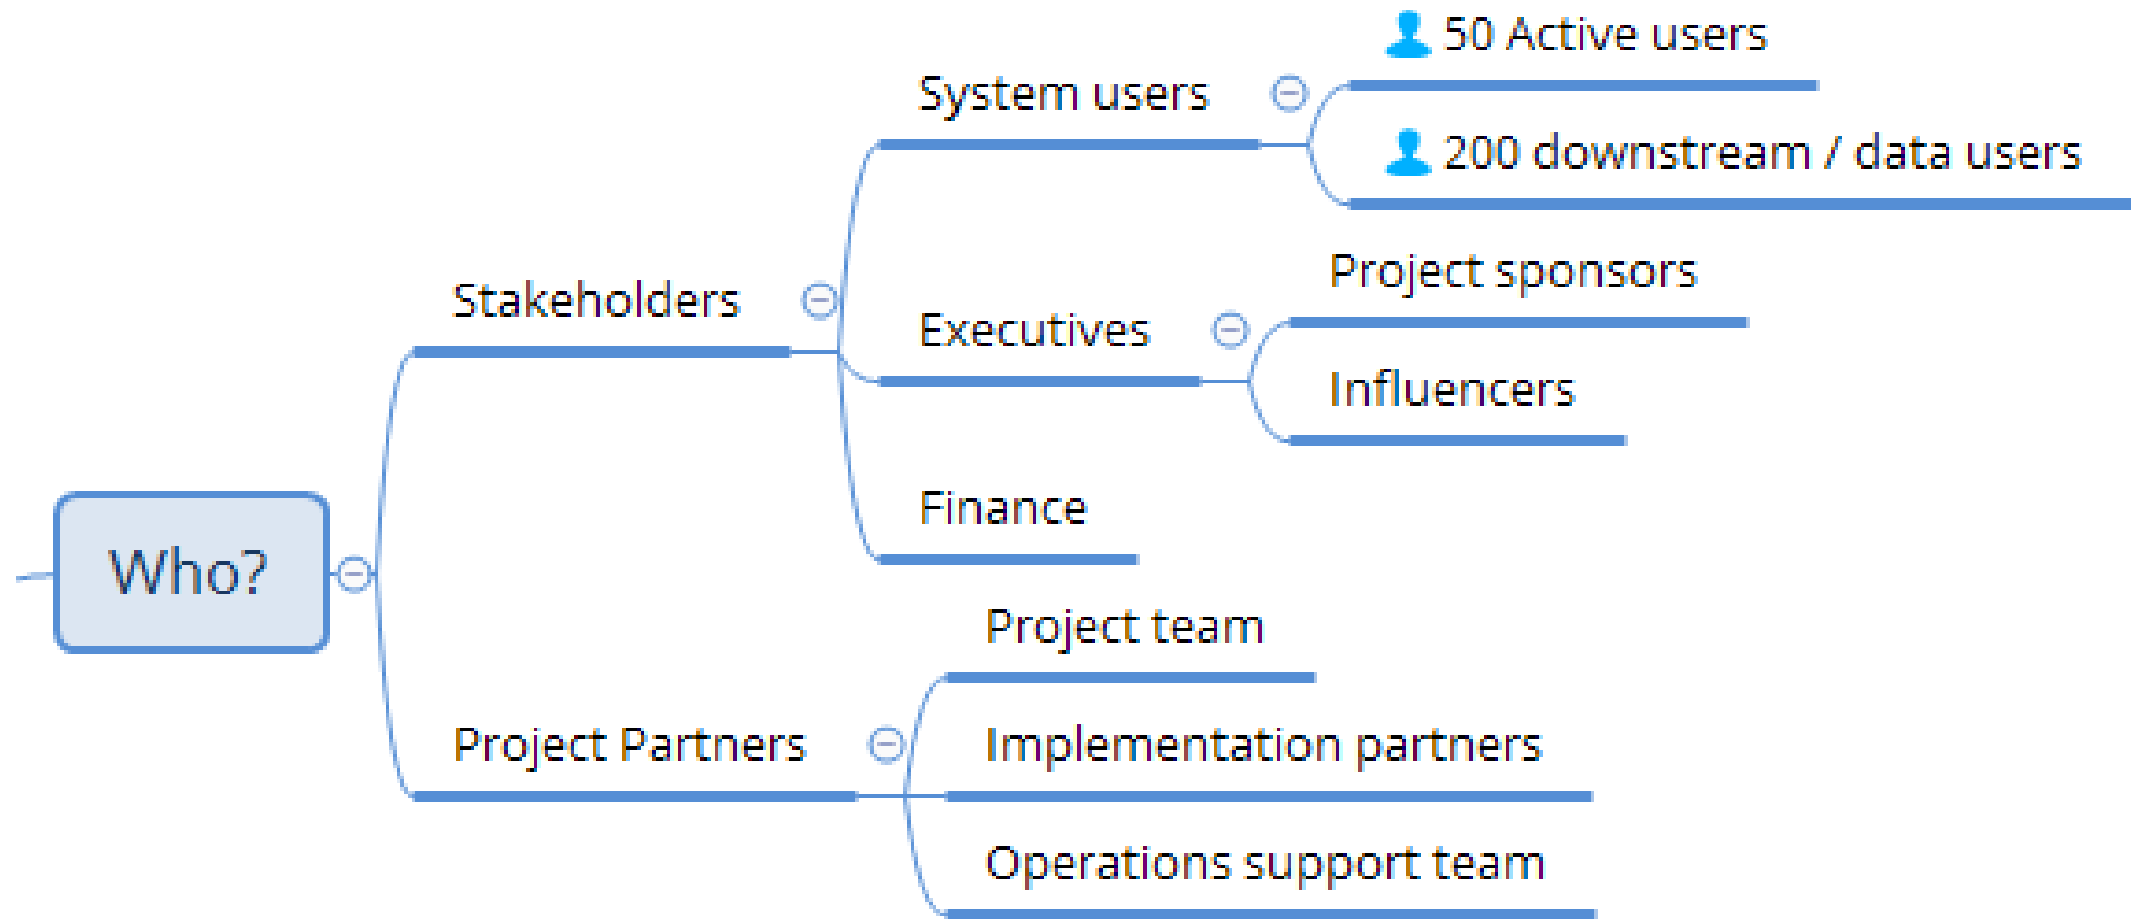 50 Active users
System users
200 downstream / data users
Project sponsors
Stakeholders
Executives
Influencers
Finance
Who?
Project team
Project Partners
Implementation partners
Operations support team